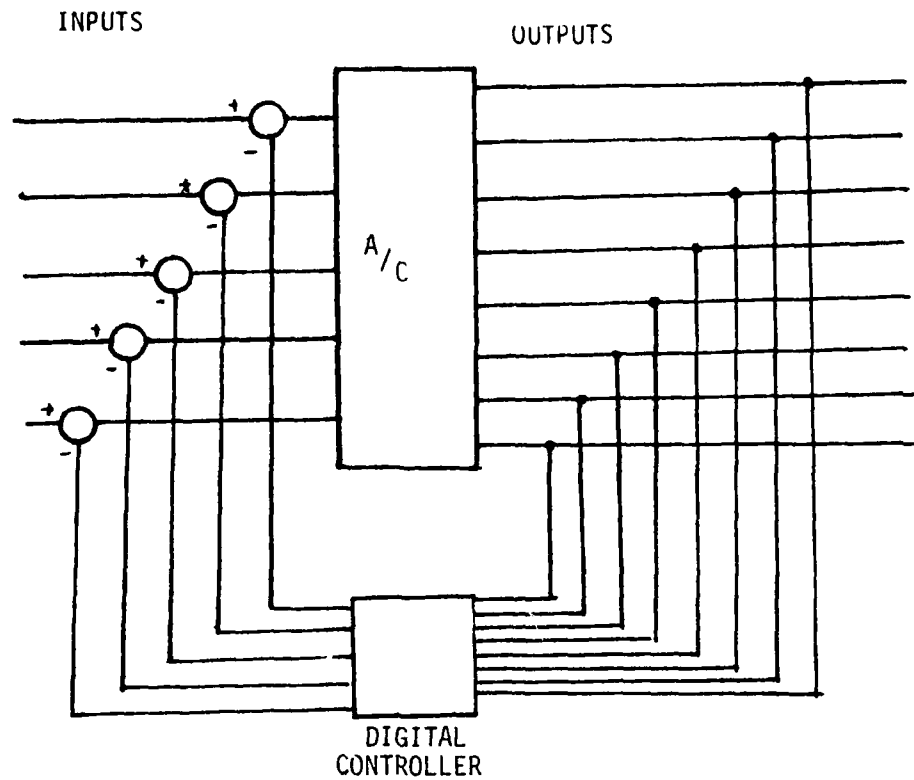 INPUTS
OUTPUTS
+
-
+
-
A/C
+
-
+
-
+
-
DIGITAL
CONTROLLER